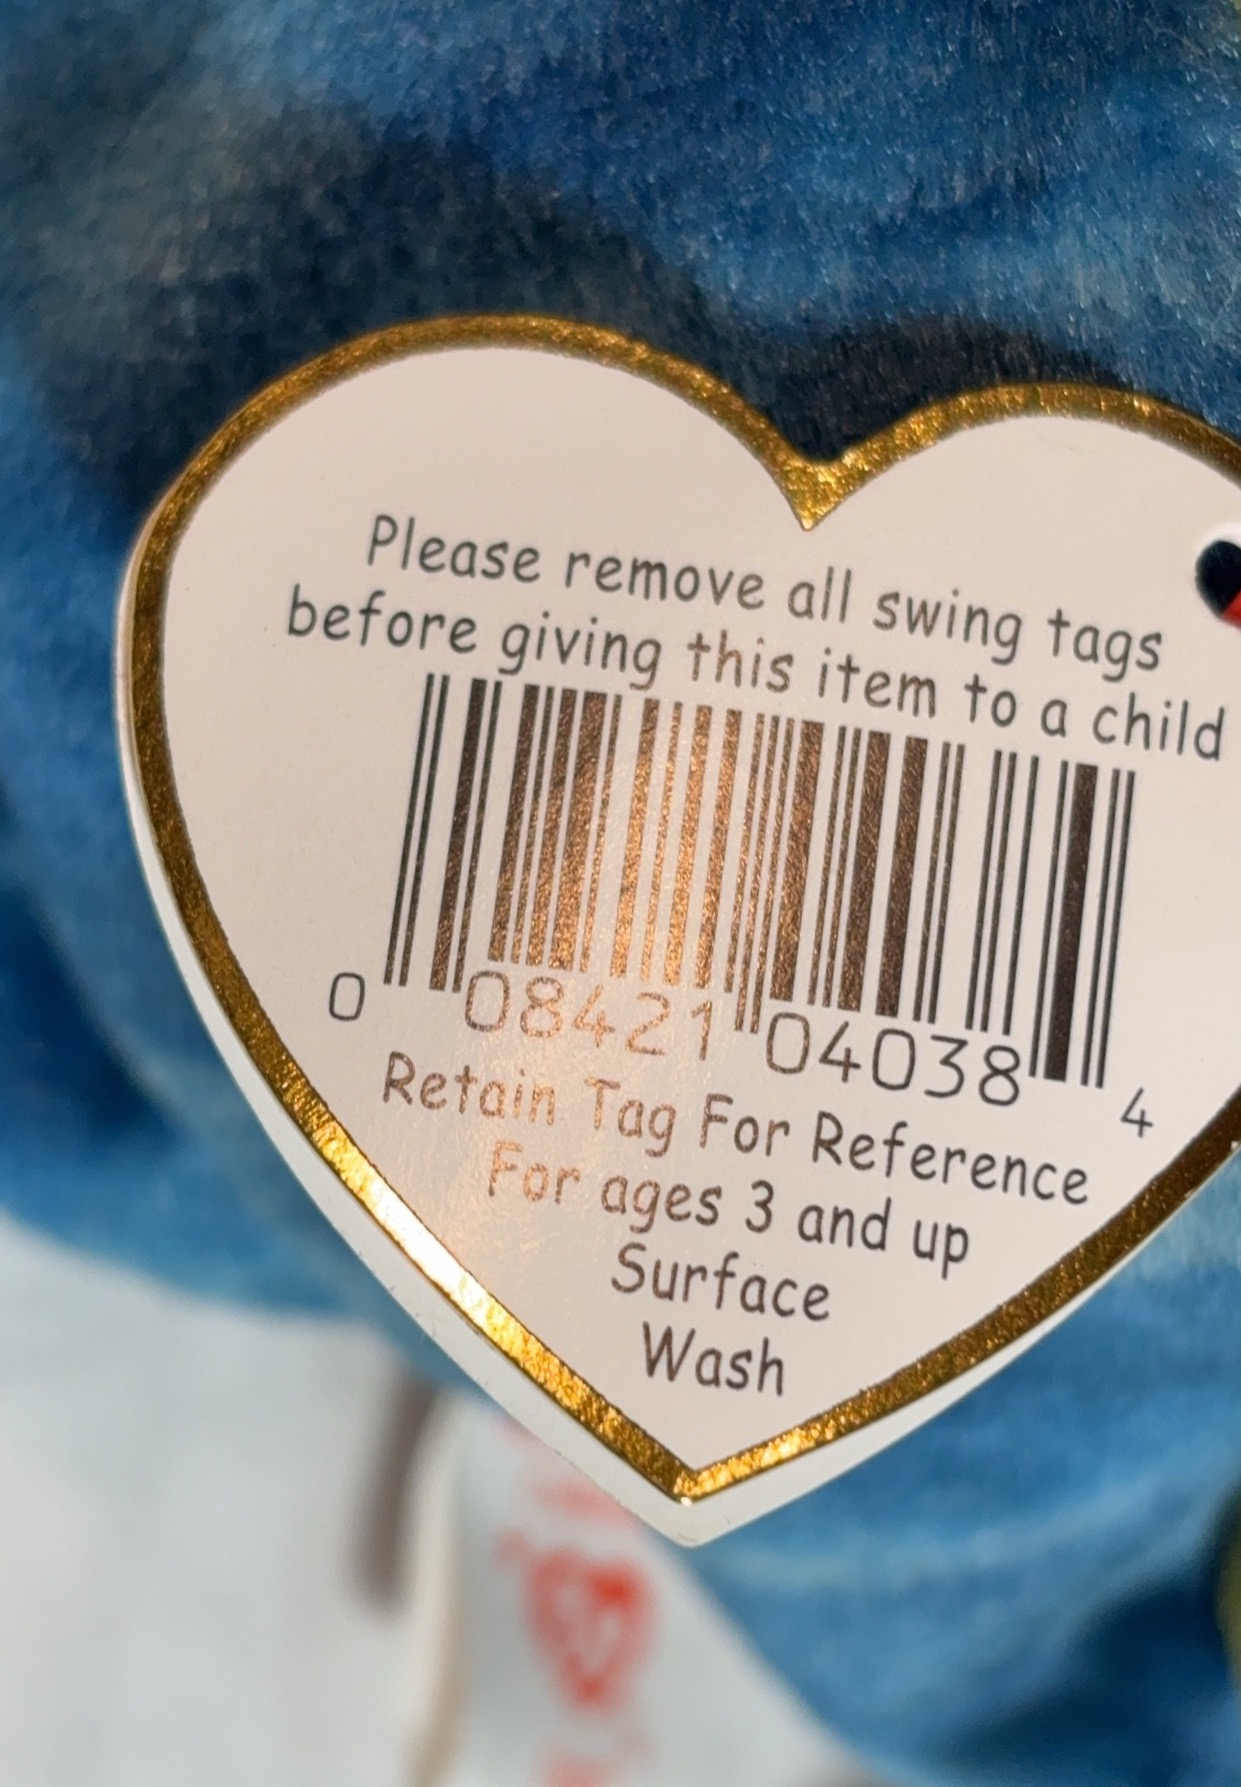 Please remove all swing tags
before giving this item to a child
0 08421 04038 4
Retain Tag For Reference
For ages 3 and up
Surface
Wash